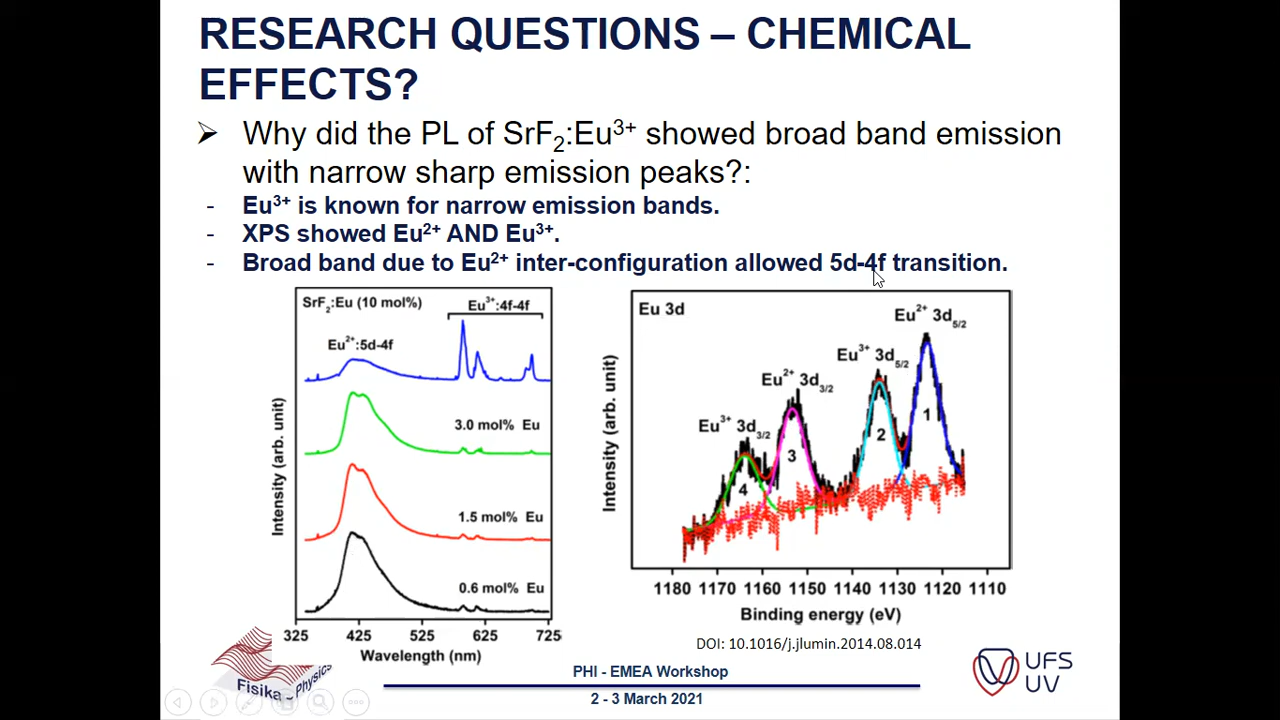 RESEARCH QUESTIONS – CHEMICAL
EFFECTS?
➢ Why did the PL of SrF₂:Eu³⁺ showed broad band emission
with narrow sharp emission peaks?:
- Eu³⁺ is known for narrow emission bands.
- XPS showed Eu²⁺ AND Eu³⁺.
- Broad band due to Eu²⁺ inter-configuration allowed 5d-4f transition.
SrF₂:Eu (10 mol%)
Eu³⁺:4f-4f
Eu²⁺:5d-4f
3.0 mol% Eu
1.5 mol% Eu
0.6 mol% Eu
Intensity (arb. unit)
325 425 525 625 725
Wavelength (nm)
Eu 3d
Eu²⁺ 3d₅/₂
Eu³⁺ 3d₅/₂
Eu²⁺ 3d₃/₂
Eu³⁺ 3d₃/₂
1
2
3
4
Intensity (arb. unit)
1180 1170 1160 1150 1140 1130 1120 1110
Binding energy (eV)
DOI: 10.1016/j.jlumin.2014.08.014
Fisika - Physics
PHI - EMEA Workshop
2 - 3 March 2021
UFS
UV